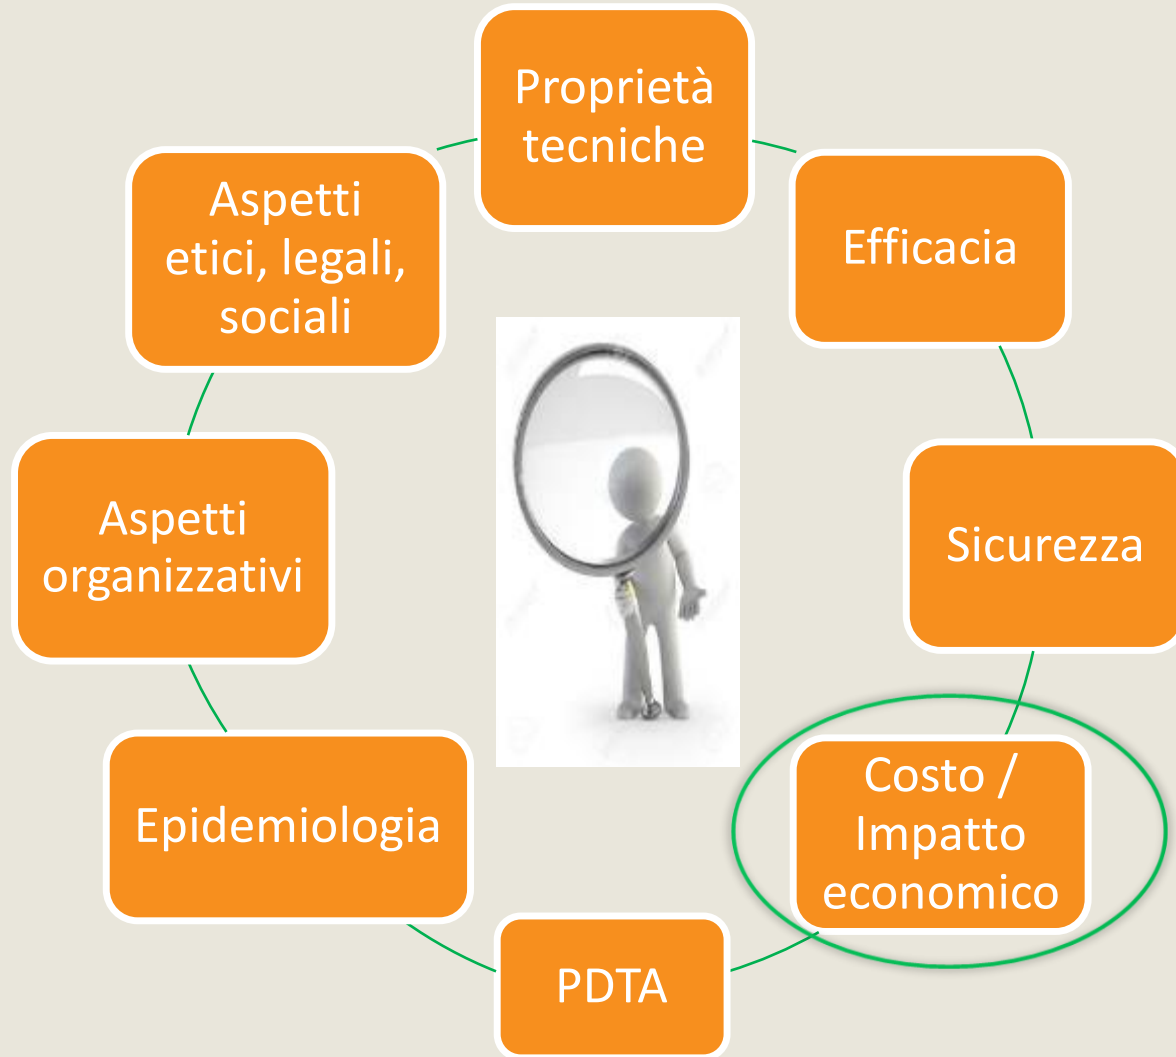 Proprietà
tecniche
Efficacia
Sicurezza
Costo /
Impatto
economico
PDTA
Epidemiologia
Aspetti
organizzativi
Aspetti
etici, legali,
sociali